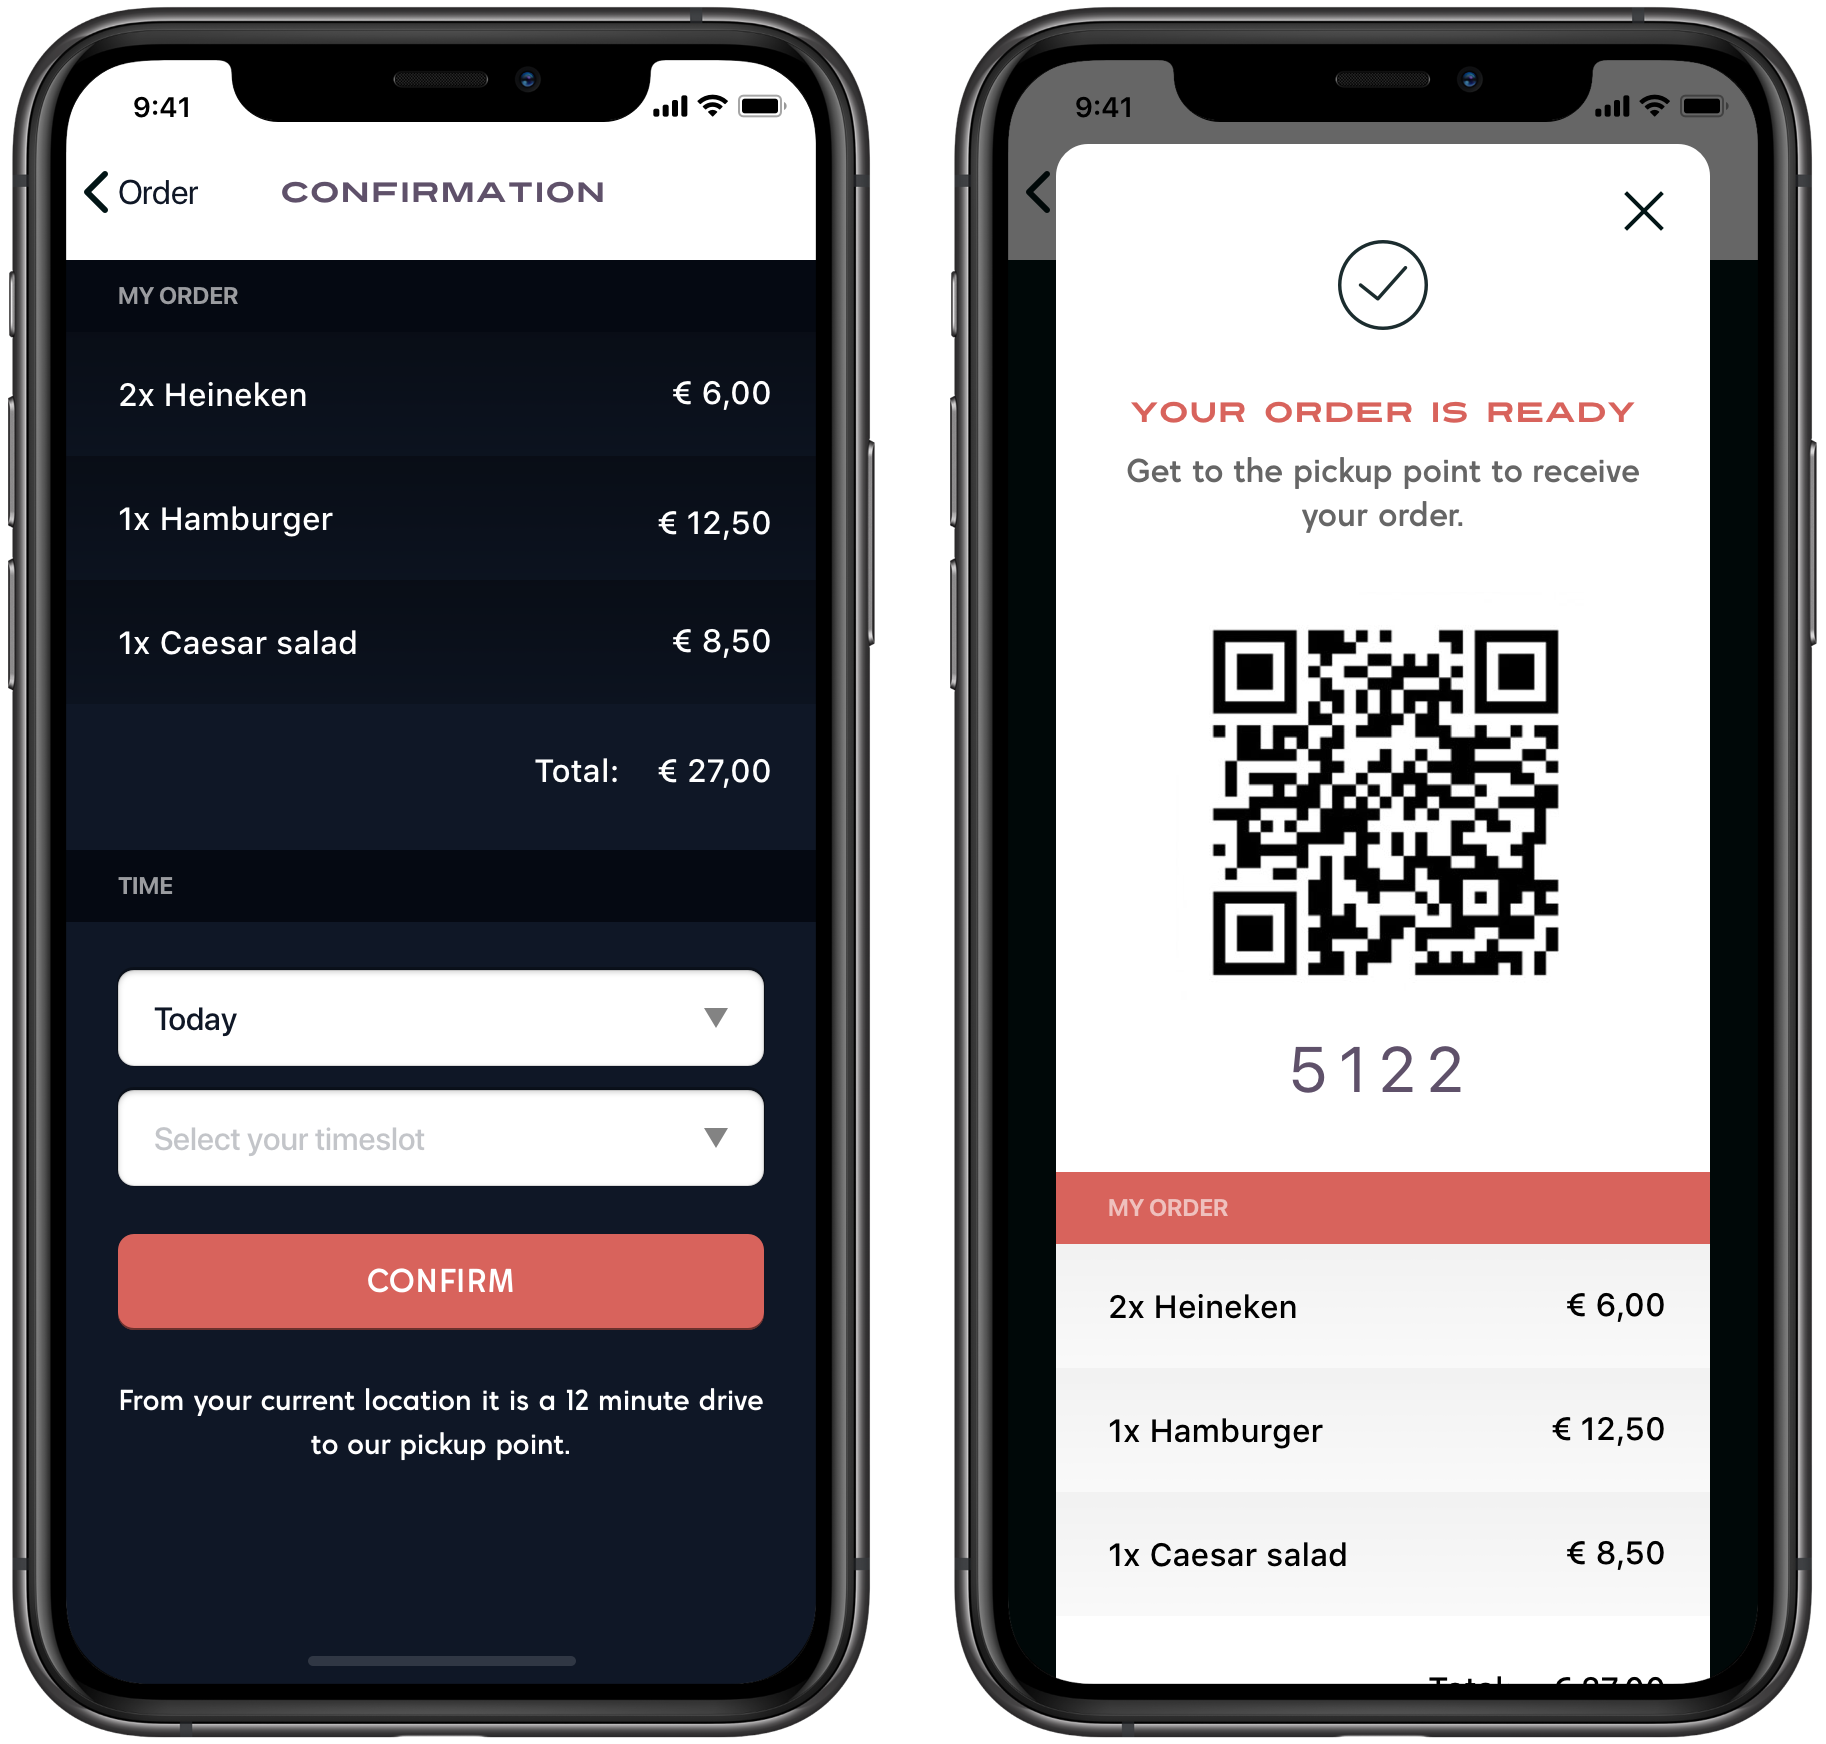 9:41
Order CONFIRMATION
MY ORDER
2x Heineken € 6,00
1x Hamburger € 12,50
1x Caesar salad € 8,50
Total: € 27,00
TIME
Today
Select your timeslot
CONFIRM
From your current location it is a 12 minute drive
to our pickup point.
9:41
YOUR ORDER IS READY
Get to the pickup point to receive
your order.
5122
MY ORDER
2x Heineken € 6,00
1x Hamburger € 12,50
1x Caesar salad € 8,50
Total € 27,00